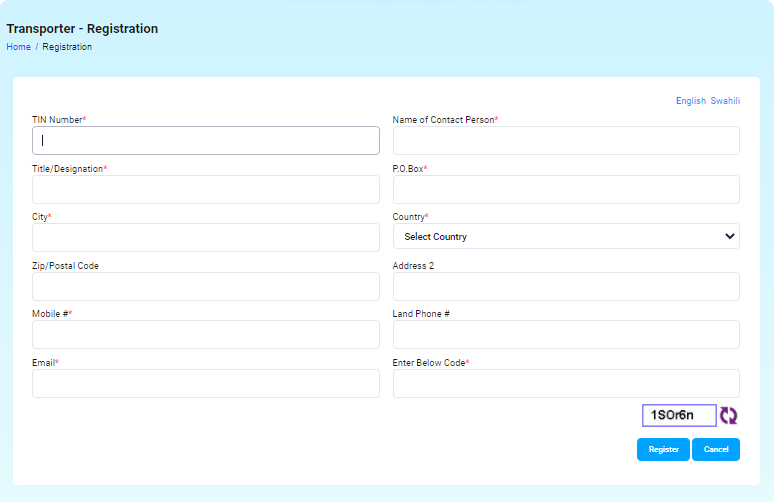 Transporter - Registration
Home / Registration
English Swahili
TIN Number*
Name of Contact Person*
Title/Designation*
P.O.Box*
City*
Country*
Select Country
Zip/Postal Code
Address 2
Mobile #*
Land Phone #
Email*
Enter Below Code*
1SOr6n
Register
Cancel